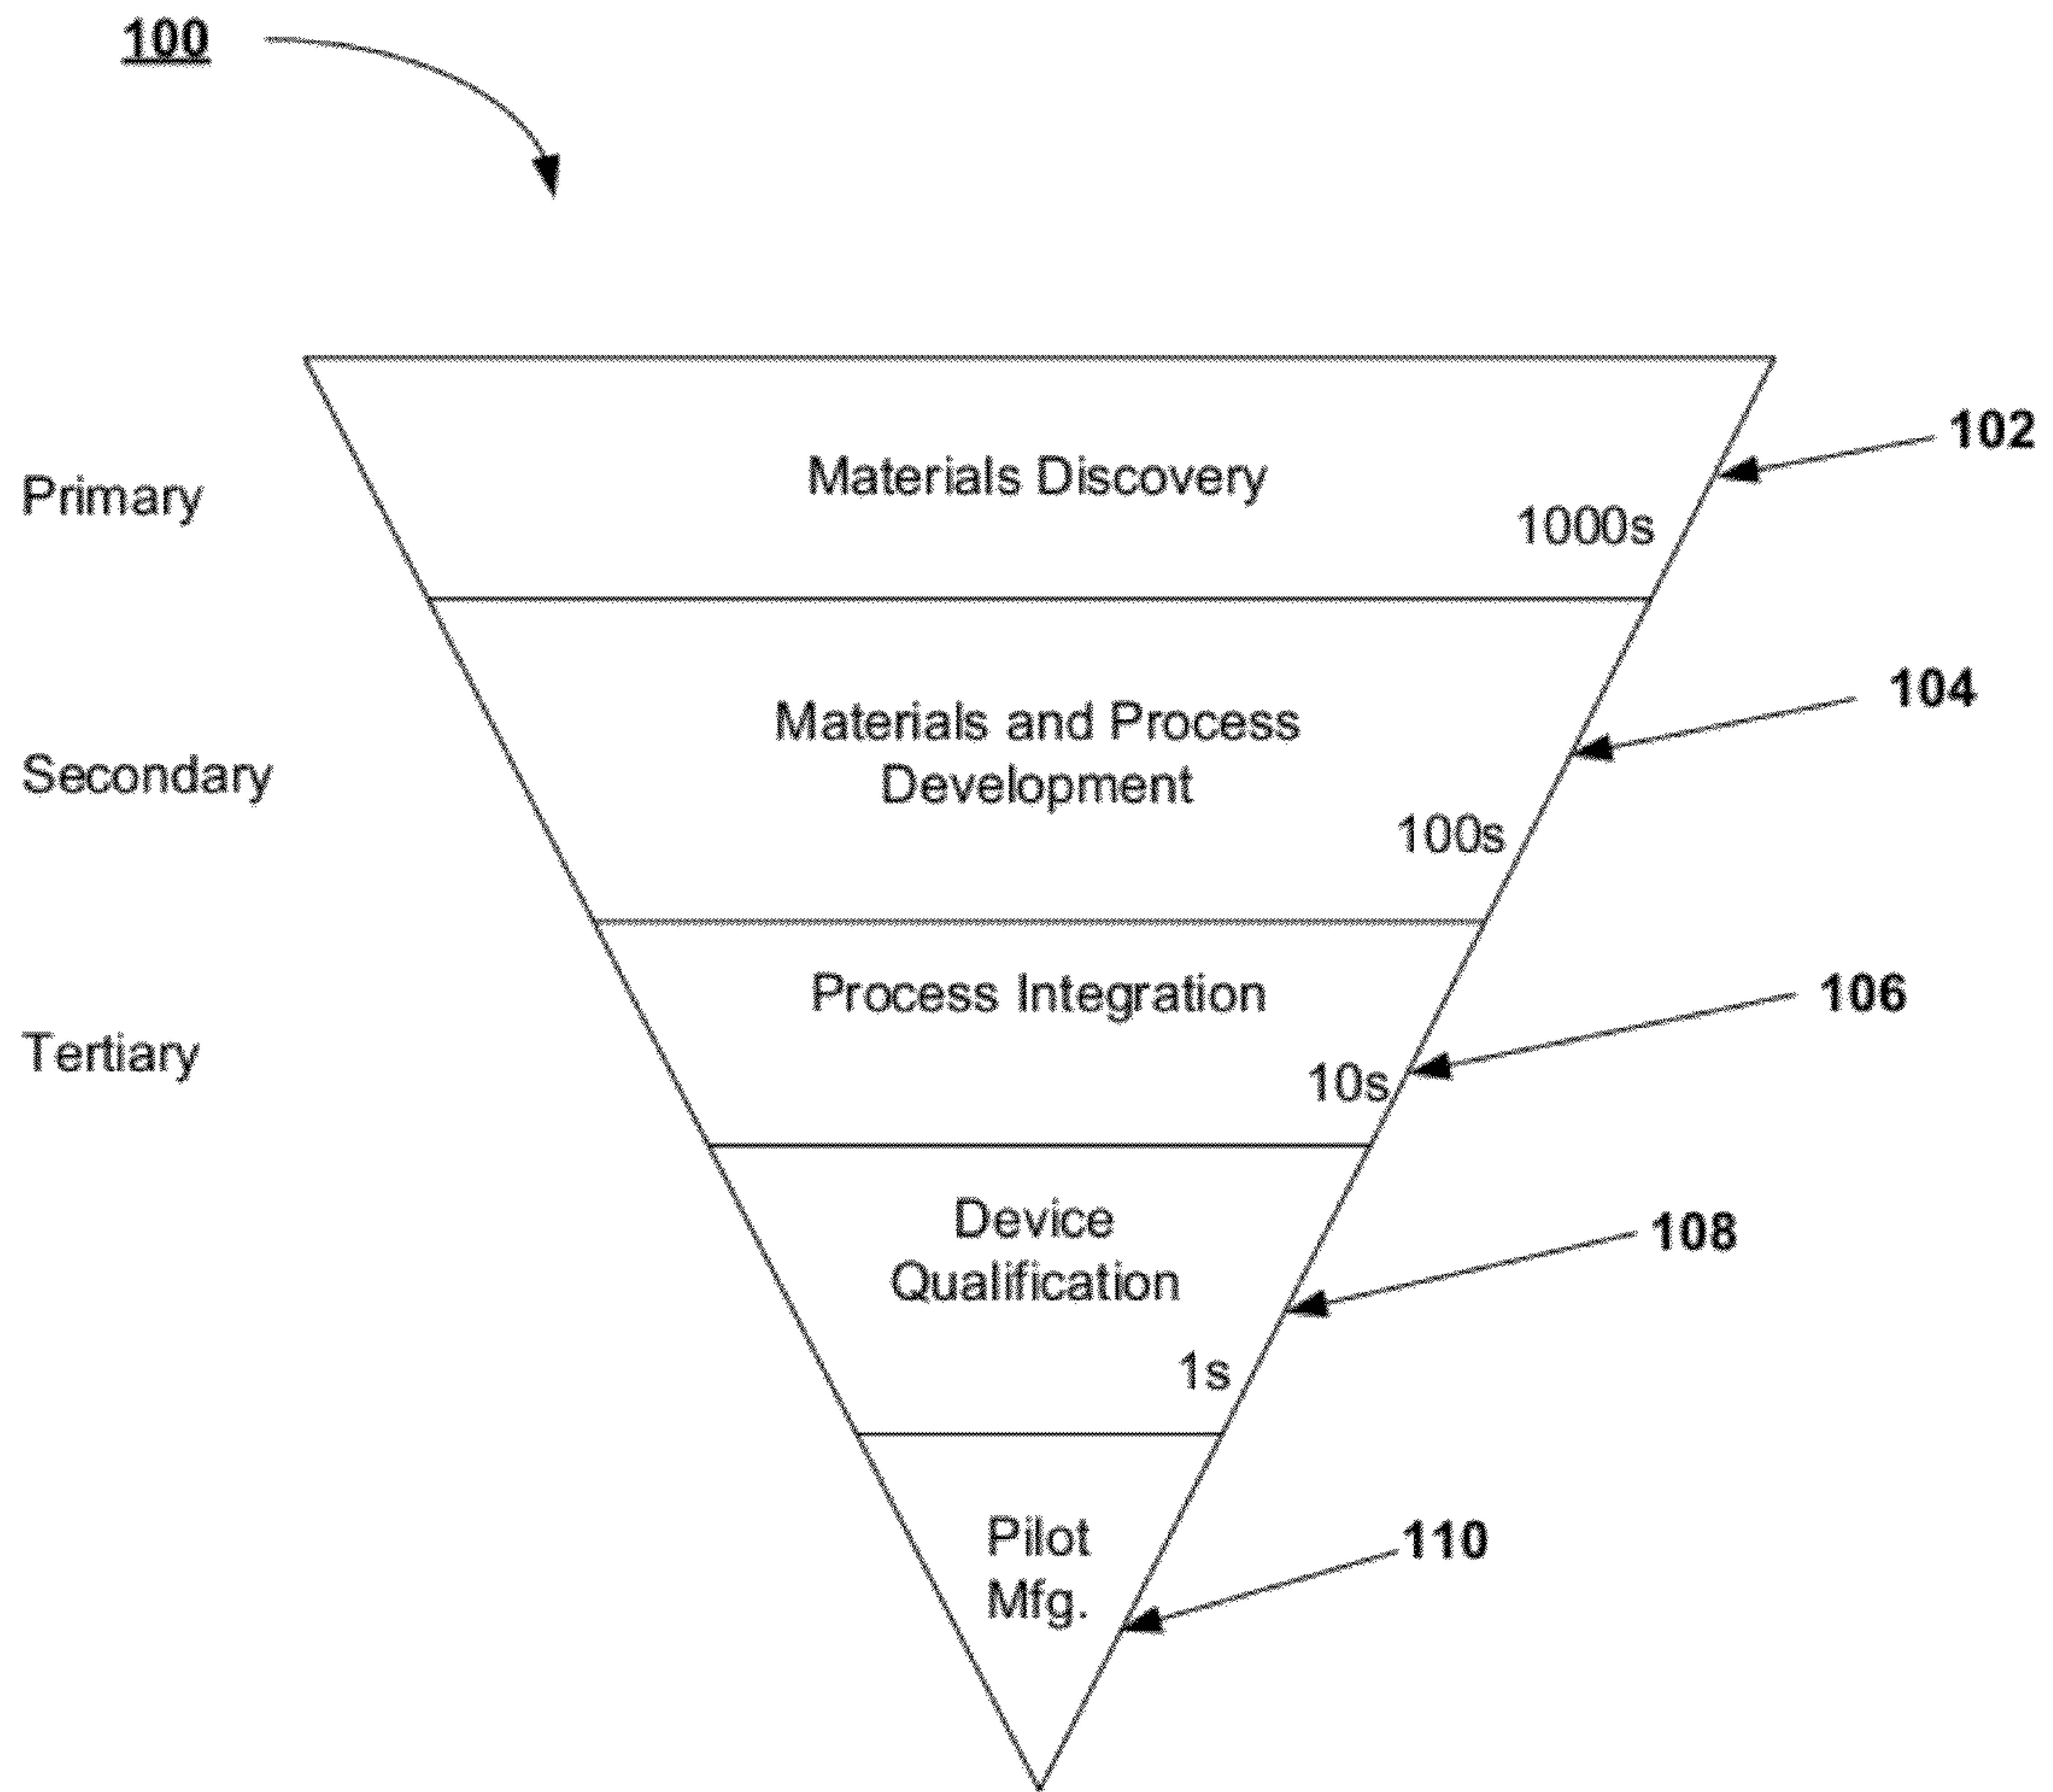 100
102
Primary
Materials Discovery
1000s
104
Secondary
Materials and Process
Development
100s
106
Tertiary
Process Integration
10s
108
Device
Qualification
1s
110
Pilot
Mfg.